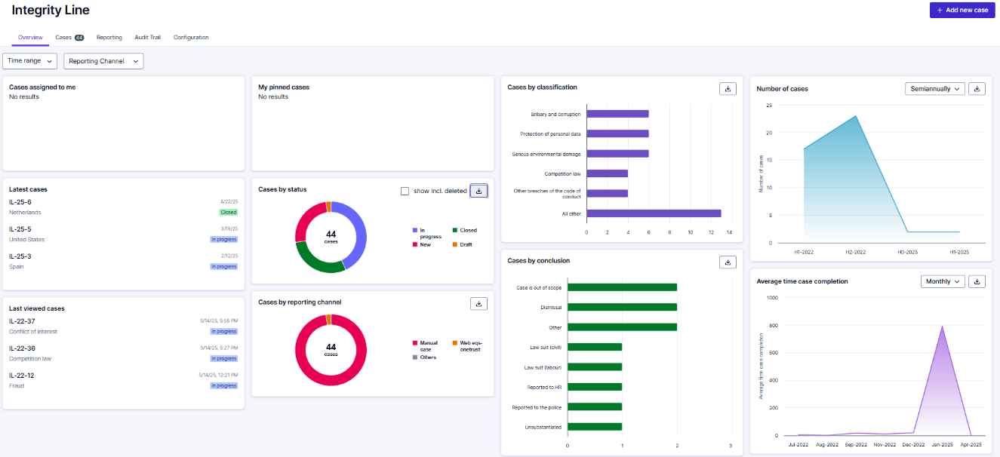 Integrity Line
+ Add new case
Overview
Cases 44
Reporting
Audit Trail
Configuration
Time range
Reporting Channel
Cases assigned to me
No results
My pinned cases
No results
Latest cases
IL-25-6
4/22/25
Netherlands
Closed
IL-25-5
3/19/25
United States
In progress
IL-25-3
2/12/25
Spain
In progress
Last viewed cases
IL-22-37
5/14/25, 5:55 PM
Conflict of interest
In progress
IL-22-36
5/14/25, 5:27 PM
Competition law
In progress
IL-22-12
5/14/25, 12:21 PM
Fraud
In progress
Cases by status
show incl. deleted
44
cases
In
progress
Closed
New
Draft
Cases by reporting channel
44
cases
Manual
case
Web eqs-
onetrust
Others
Cases by classification
Bribery and corruption
Protection of personal data
Serious environmental damage
Competition law
Other breaches of the code of
conduct
All other
0 2 4 6 8 10 12 14
Cases by conclusion
Case is out of scope
Dismissal
Other
Law suit (civil)
Law suit (labour)
Reported to HR
Reported to the police
Unsubstantiated
0 1 2 3
Number of cases
Semiannually
Number of cases
25
20
15
10
5
0
H1-2022 H2-2022 H0-2025 H1-2025
Average time case completion
Monthly
Average time case completion
1000
800
600
400
200
0
Jul-2022 Aug-2022 Sep-2022 Nov-2022 Dec-2022 Jan-2025 Apr-2025